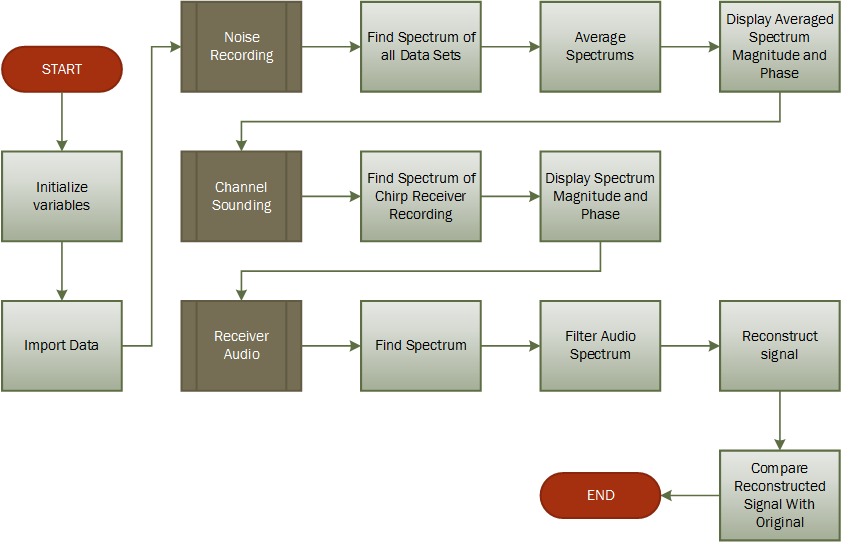 START
Initialize
variables
Import Data
Noise
Recording
Find Spectrum of
all Data Sets
Average
Spectrums
Display Averaged
Spectrum
Magnitude and
Phase
Channel
Sounding
Find Spectrum of
Chirp Receiver
Recording
Display Spectrum
Magnitude and
Phase
Receiver
Audio
Find Spectrum
Filter Audio
Spectrum
Reconstruct
signal
Compare
Reconstructed
Signal With
Original
END